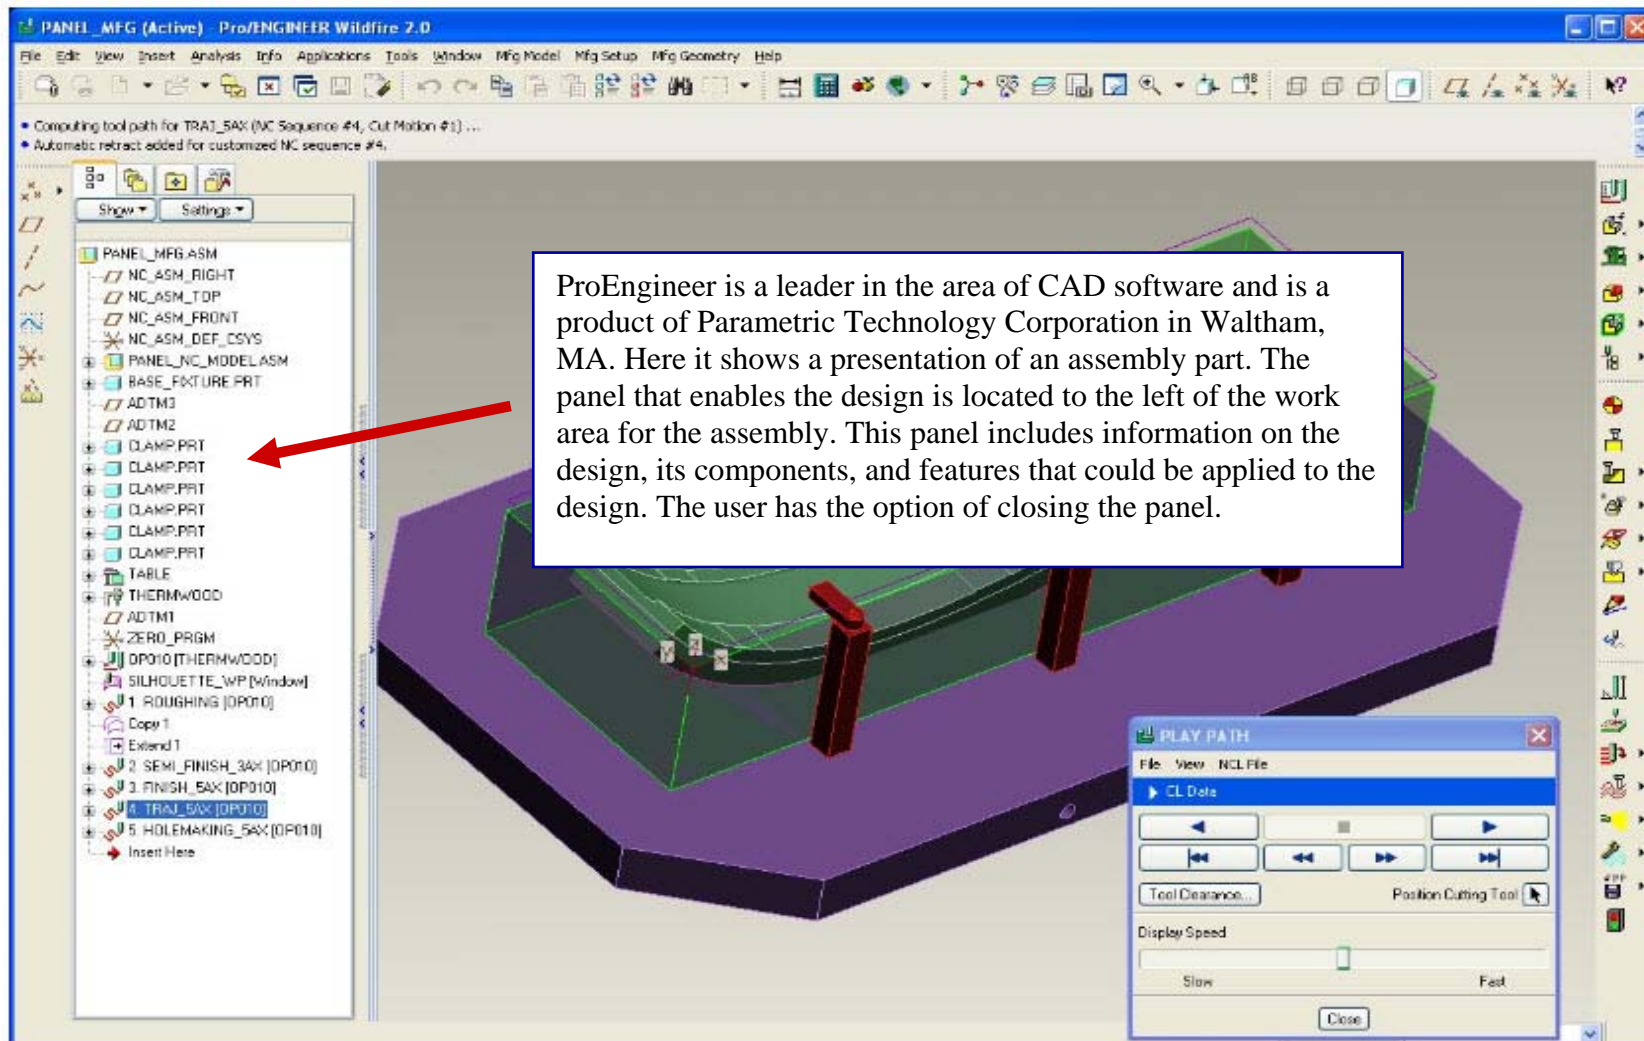 PANEL_MFG (Active) - Pro/ENGINEER Wildfire 2.0
File Edit View Insert Analysis Info Applications Tools Window Mfg Model Mfg Setup Mfg Geometry Help
• Computing tool path for TRAJ_5AX (NC Sequence #4, Cut Motion #1) ...
• Automatic retract added for customized NC sequence #4.
Show Settings
PANEL_MFG.ASM
NC_ASM_RIGHT
NC_ASM_TOP
NC_ASM_FRONT
NC_ASM_DEF_CSYS
PANEL_NC_MODEL.ASM
BASE_FIXTURE.PRT
ADTM3
ADTM2
CLAMP.PRT
CLAMP.PRT
CLAMP.PRT
CLAMP.PRT
CLAMP.PRT
CLAMP.PRT
TABLE
THERMWOOD
ADTM1
ZERO_PRGM
OP010 [THERMWOOD]
SILHOUETTE_WP [Window]
1. ROUGHING [OP010]
Copy 1
Extend 1
2. SEMI_FINISH_3AX [OP010]
3. FINISH_5AX [OP010]
4. TRAJ_5AX [OP010]
5. HOLEMAKING_5AX [OP010]
Insert Here
ProEngineer is a leader in the area of CAD software and is a
product of Parametric Technology Corporation in Waltham,
MA. Here it shows a presentation of an assembly part. The
panel that enables the design is located to the left of the work
area for the assembly. This panel includes information on the
design, its components, and features that could be applied to the
design. The user has the option of closing the panel.
Y Z X
PLAY PATH
File View NCL File
CL Data
Tool Clearance... Position Cutting Tool
Display Speed
Slow Fast
Close